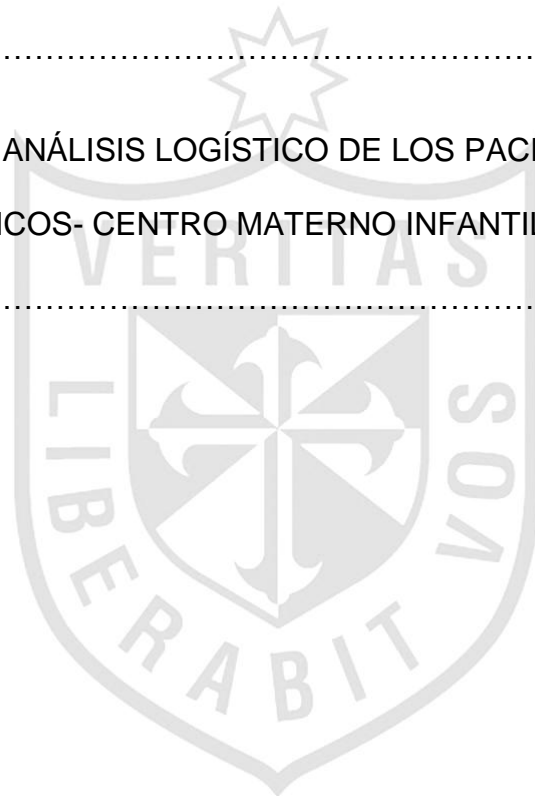 ……………………………………………
ANÁLISIS LOGÍSTICO DE LOS PACI
ICOS- CENTRO MATERNO INFANTIL
……………………………………………
VERITAS
LIBERABIT VOS